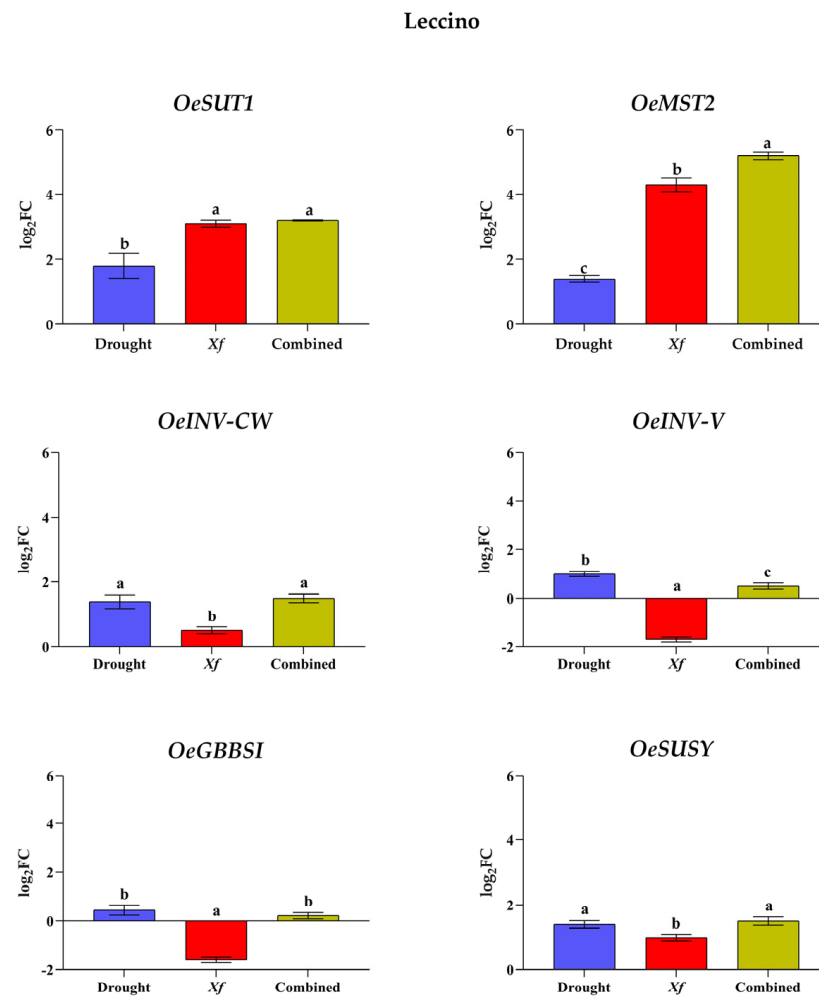 Leccino
OeSUT1
6
4
2
0
log₂FC
b
a
a
Drought
Xf
Combined
OeMST2
6
4
2
0
log₂FC
c
b
a
Drought
Xf
Combined
OeINV-CW
6
4
2
0
log₂FC
a
b
a
Drought
Xf
Combined
OeINV-V
6
4
2
0
-2
log₂FC
b
a
c
Drought
Xf
Combined
OeGBBSI
6
4
2
0
-2
log₂FC
b
a
b
Drought
Xf
Combined
OeSUSY
6
4
2
0
log₂FC
a
b
a
Drought
Xf
Combined